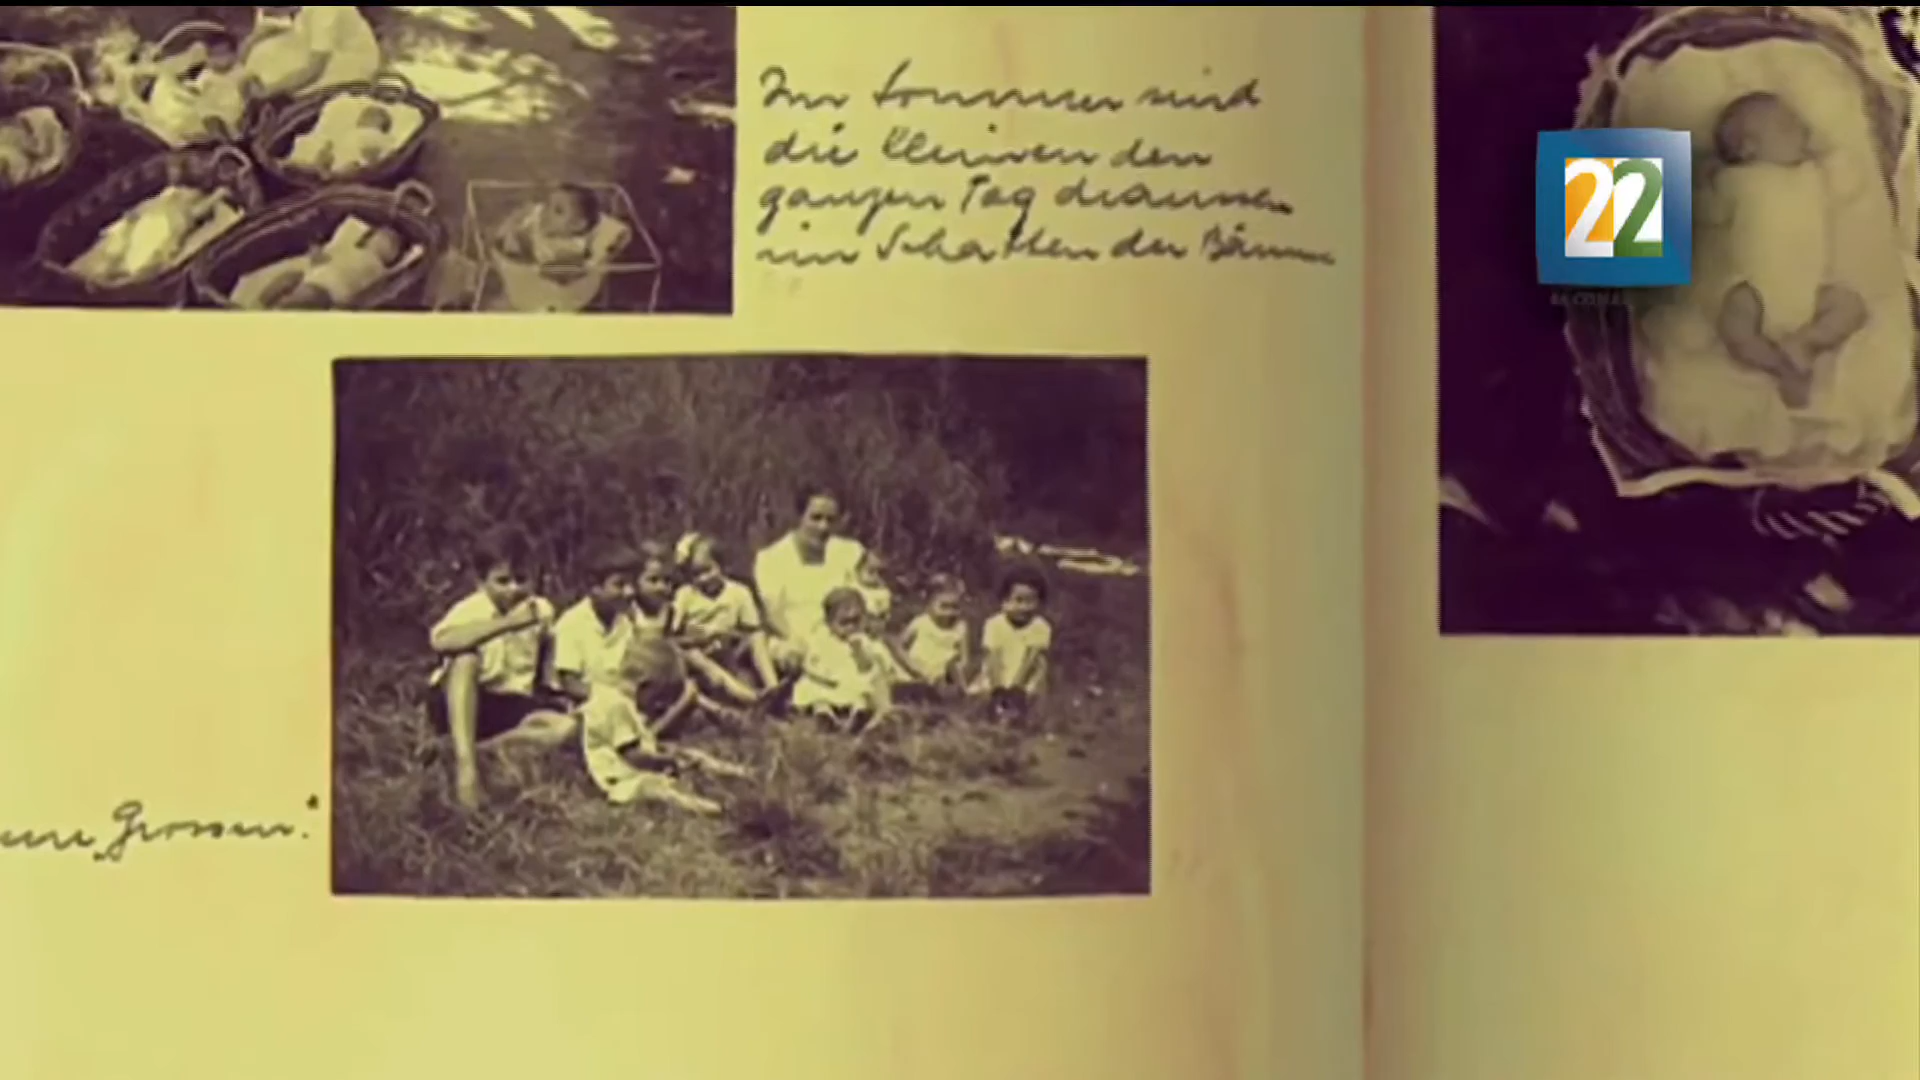 Im Sommer sind
die Kleinen den
ganzen Tag draussen
im Schatten der Bäume
22
„Grossen."